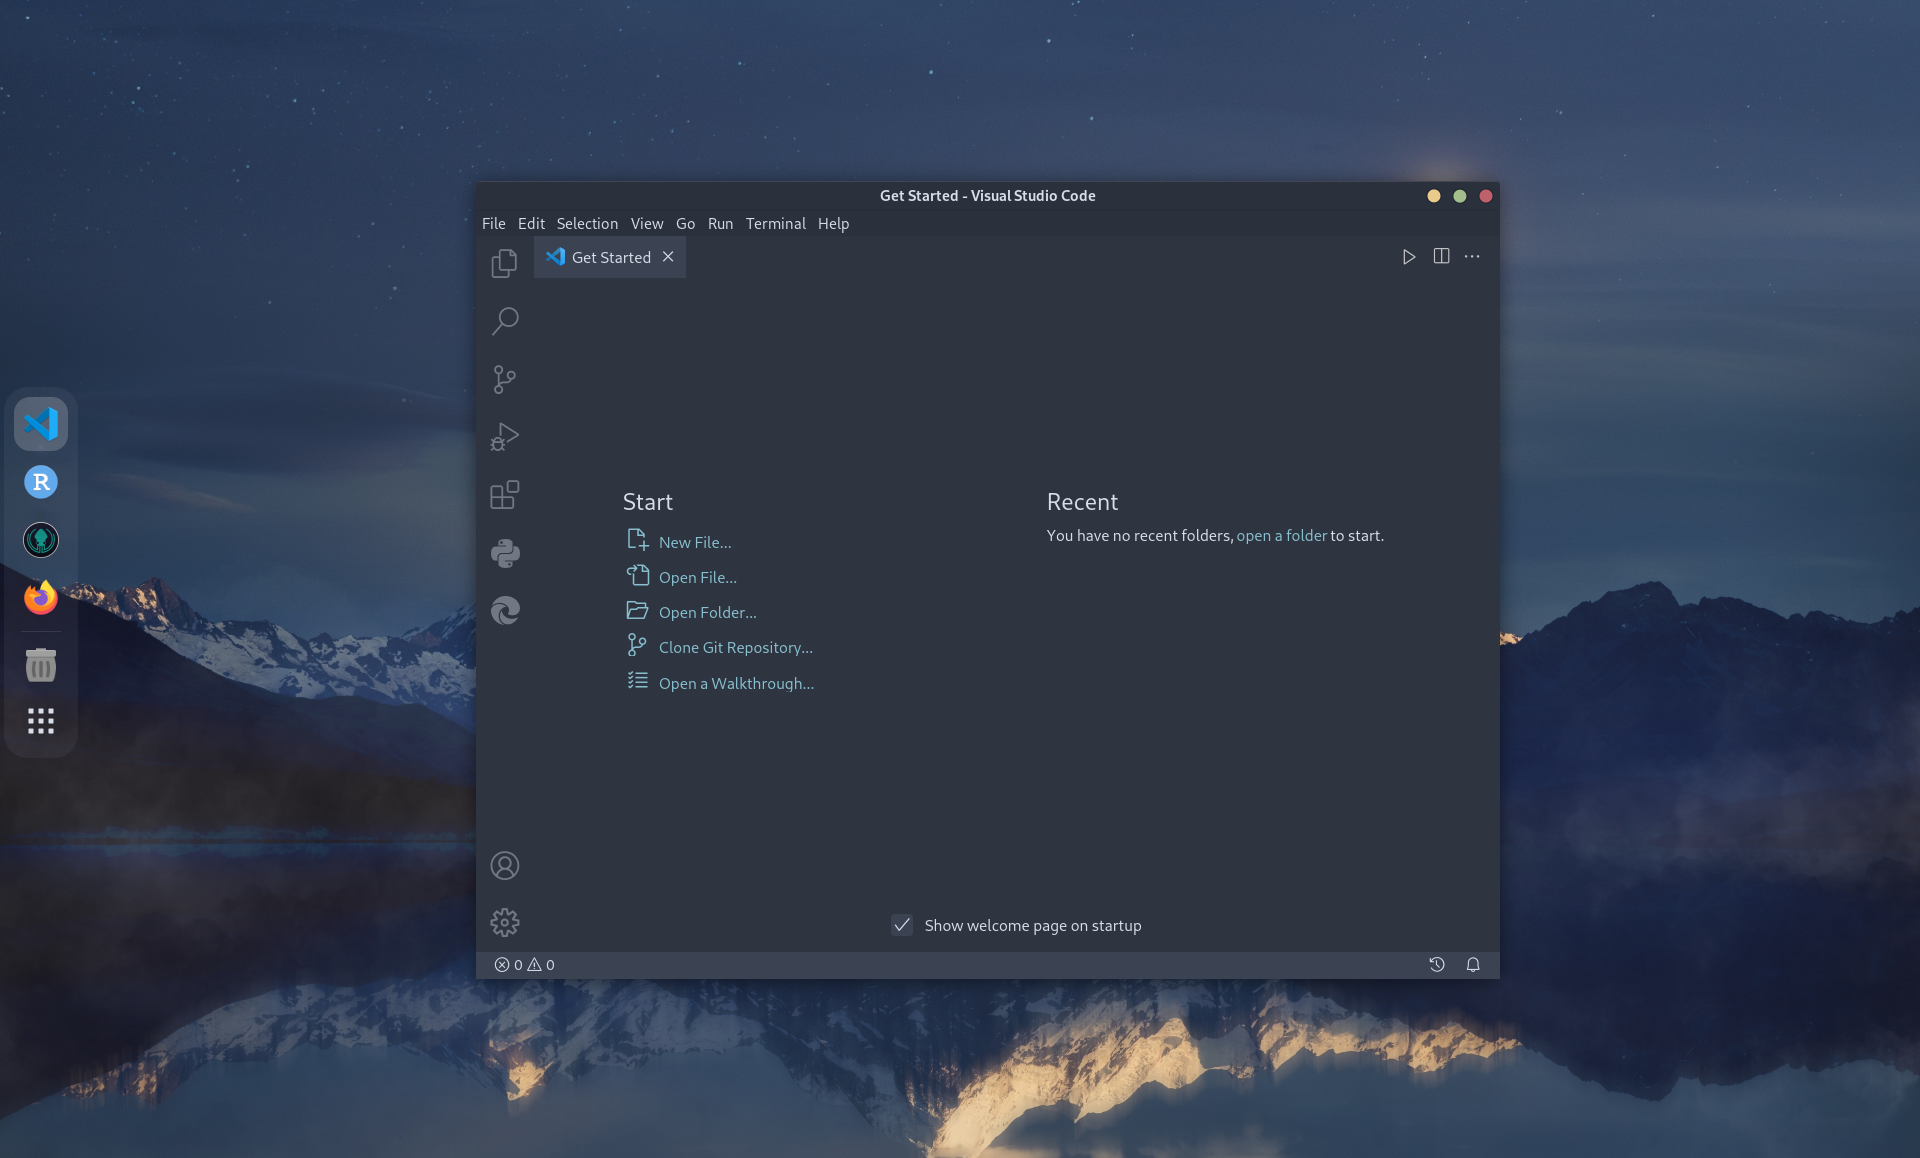 Get Started - Visual Studio Code
File Edit Selection View Go Run Terminal Help
Get Started
R
Start
New File...
Open File...
Open Folder...
Clone Git Repository...
Open a Walkthrough...
Recent
You have no recent folders, open a folder to start.
Show welcome page on startup
0 0